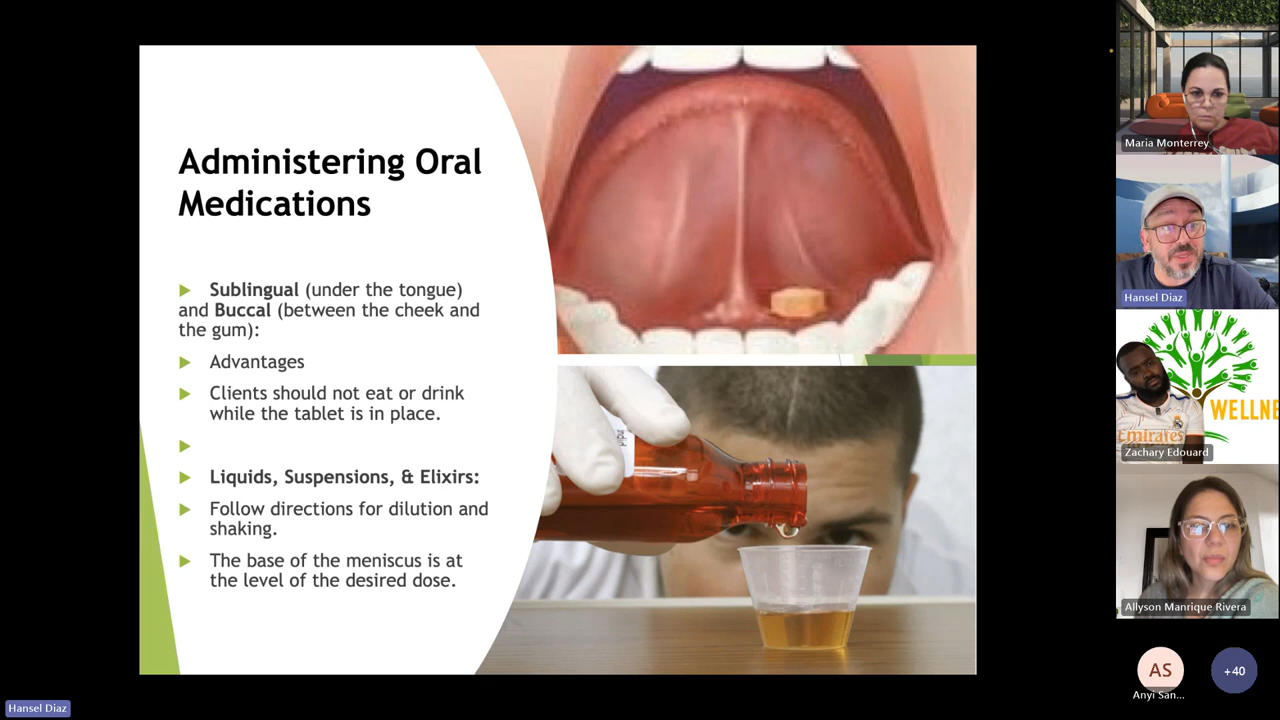 Administering Oral
Medications
Sublingual (under the tongue)
and Buccal (between the cheek and
the gum):
Advantages
Clients should not eat or drink
while the tablet is in place.
Liquids, Suspensions, & Elixirs:
Follow directions for dilution and
shaking.
The base of the meniscus is at
the level of the desired dose.
Maria Monterrey
Hansel Diaz
WELLNE
Emirates
Zachary Edouard
Allyson Manrique Rivera
AS
+40
Anyi San...
Hansel Diaz